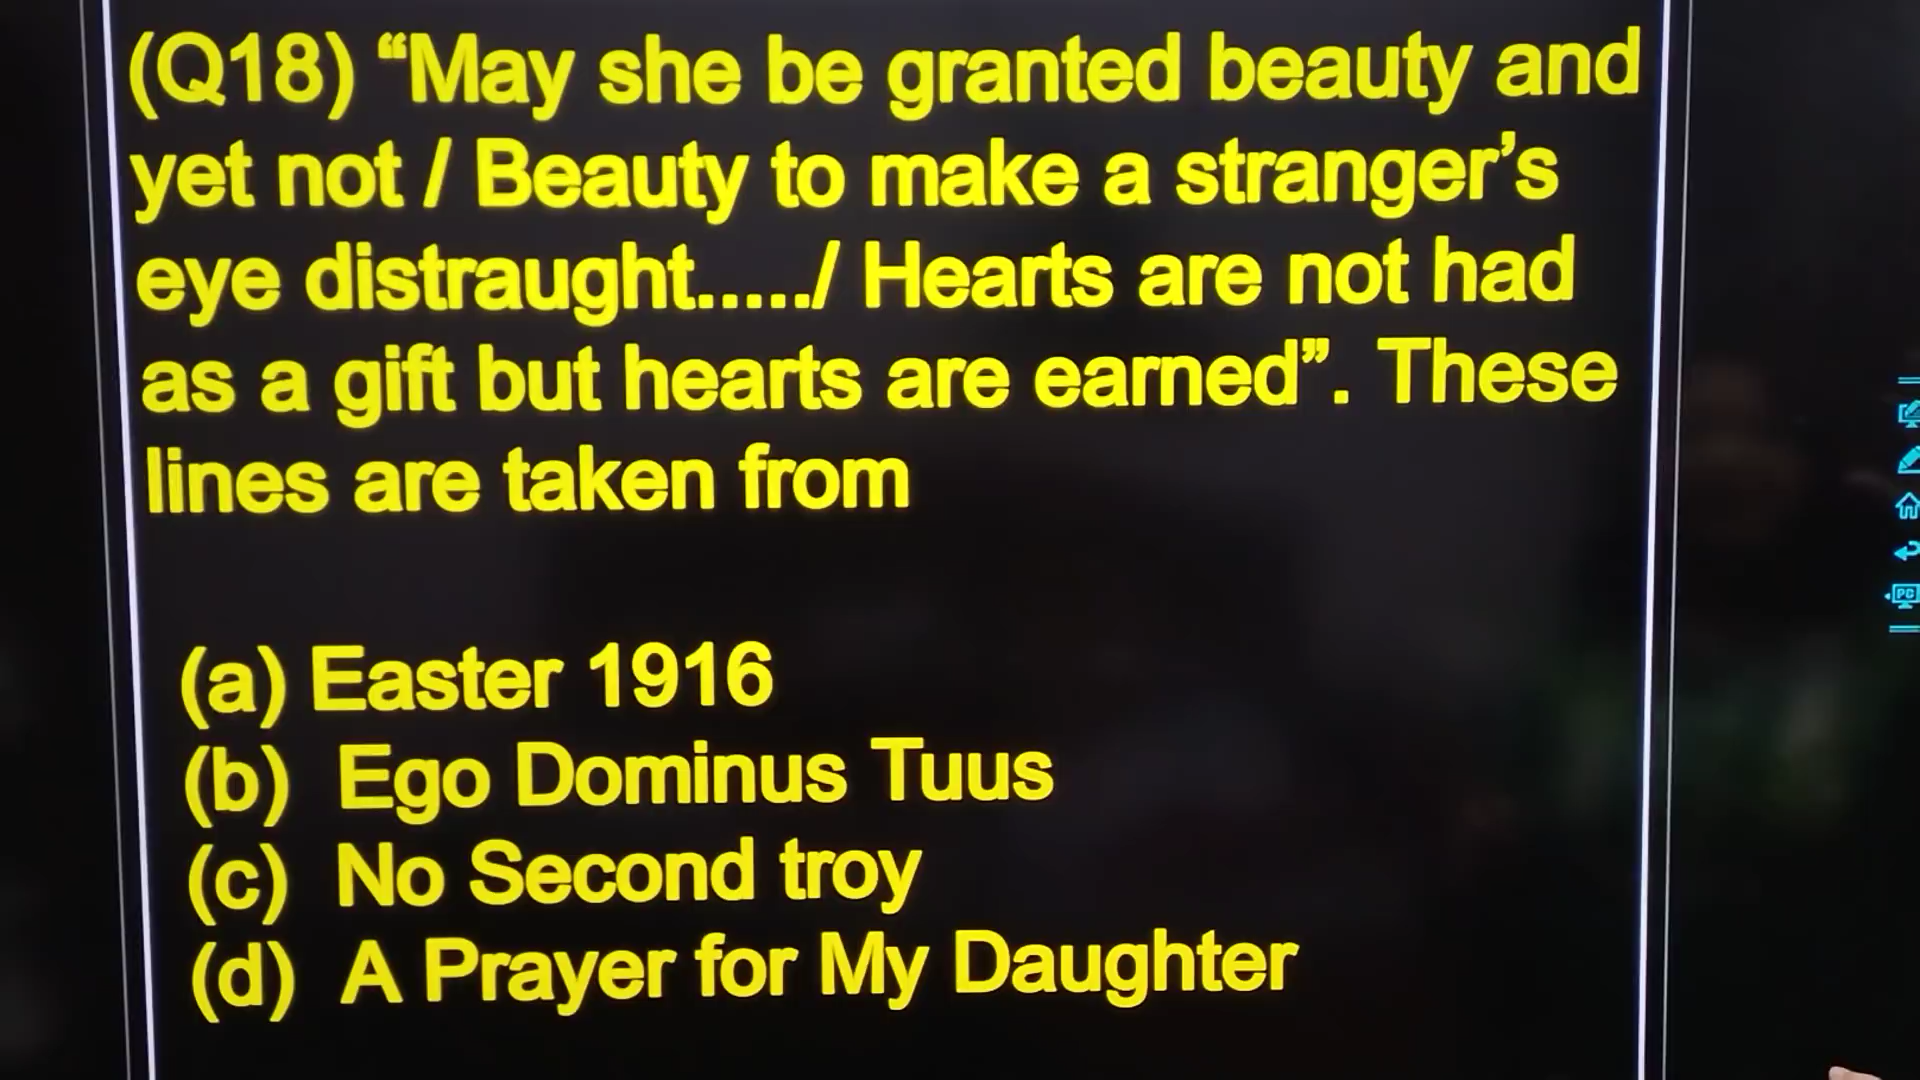 (Q18) “May she be granted beauty and
yet not / Beauty to make a stranger’s
eye distraught...../ Hearts are not had
as a gift but hearts are earned”. These
lines are taken from
(a) Easter 1916
(b) Ego Dominus Tuus
(c) No Second troy
(d) A Prayer for My Daughter
PC